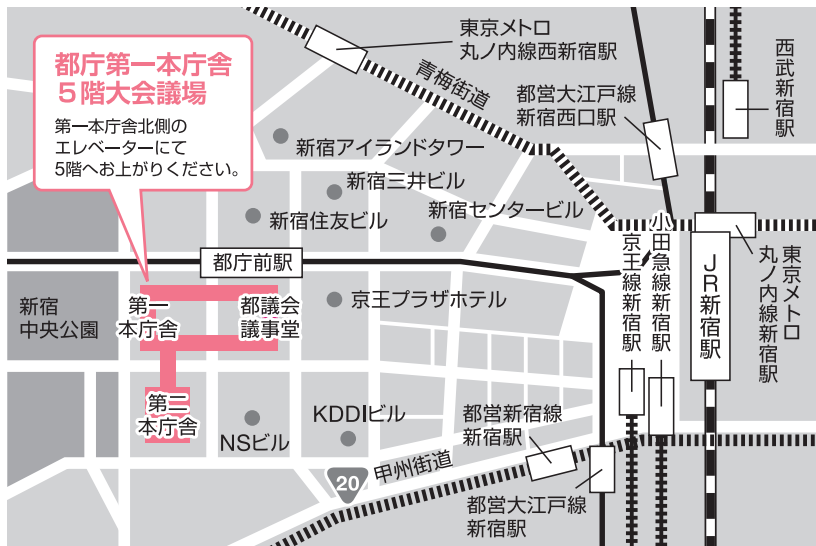 都庁第一本庁舎
5階大会議場
第一本庁舎北側の
エレベーターにて
5階へお上がりください。
東京メトロ
丸ノ内線西新宿駅
青梅街道
都営大江戸線
新宿西口駅
西武新宿駅
新宿アイランドタワー
新宿三井ビル
新宿住友ビル
新宿センタービル
都庁前駅
小田急線新宿駅
京王線新宿駅
JR新宿駅
東京メトロ
丸ノ内線新宿駅
新宿
中央公園
第一
本庁舎
都議会
議事堂
京王プラザホテル
第二
本庁舎
NSビル
KDDIビル
20
甲州街道
都営新宿線
新宿駅
都営大江戸線
新宿駅